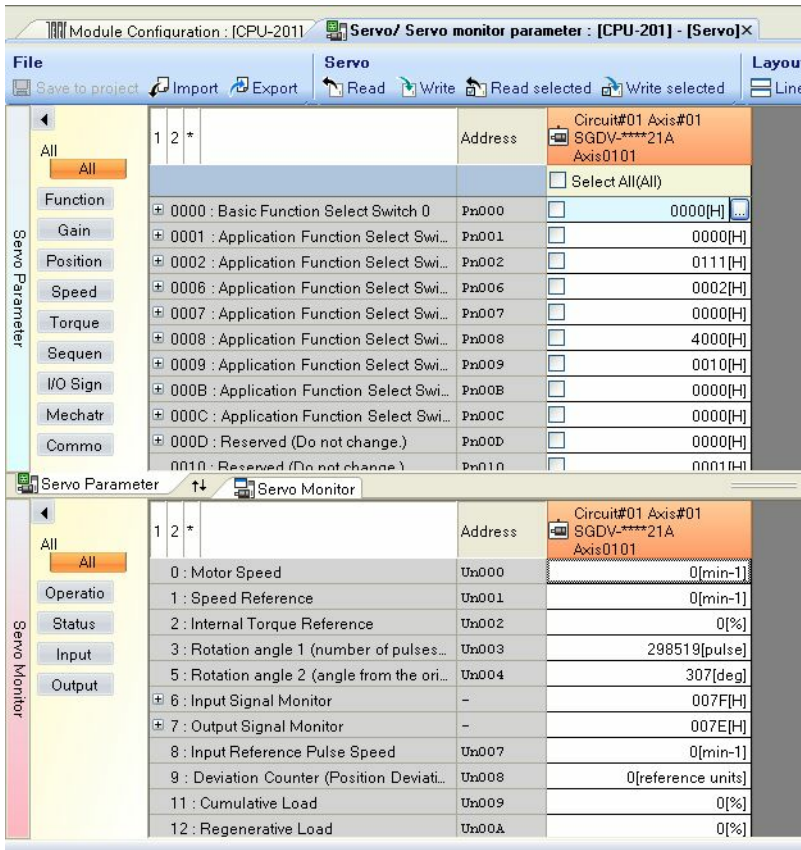 Module Configuration : [CPU-201] Servo/ Servo monitor parameter : [CPU-201] - [Servo]×
File Servo Layou
Save to project Import Export Read Write Read selected Write selected Line
Servo Parameter
All
All
Function
Gain
Position
Speed
Torque
Sequen
I/O Sign
Mechatr
Commo
1 2 * Address Circuit#01 Axis#01
SGDV-****21A
Axis0101
Select All(All)
0000 : Basic Function Select Switch 0 Pn000 0000[H] ...
0001 : Application Function Select Swi... Pn001 0000[H]
0002 : Application Function Select Swi... Pn002 0111[H]
0006 : Application Function Select Swi... Pn006 0002[H]
0007 : Application Function Select Swi... Pn007 0000[H]
0008 : Application Function Select Swi... Pn008 4000[H]
0009 : Application Function Select Swi... Pn009 0010[H]
000B : Application Function Select Swi... Pn00B 0000[H]
000C : Application Function Select Swi... Pn00C 0000[H]
000D : Reserved (Do not change.) Pn00D 0000[H]
0010 : Reserved (Do not change.) Pn010 0001[H]
Servo Parameter Servo Monitor
Servo Monitor
All
All
Operatio
Status
Input
Output
1 2 * Address Circuit#01 Axis#01
SGDV-****21A
Axis0101
0 : Motor Speed Un000 0[min-1]
1 : Speed Reference Un001 0[min-1]
2 : Internal Torque Reference Un002 0[%]
3 : Rotation angle 1 (number of pulses... Un003 298519[pulse]
5 : Rotation angle 2 (angle from the ori... Un004 307[deg]
6 : Input Signal Monitor - 007F[H]
7 : Output Signal Monitor - 007E[H]
8 : Input Reference Pulse Speed Un007 0[min-1]
9 : Deviation Counter (Position Deviati... Un008 0[reference units]
11 : Cumulative Load Un009 0[%]
12 : Regenerative Load Un00A 0[%]